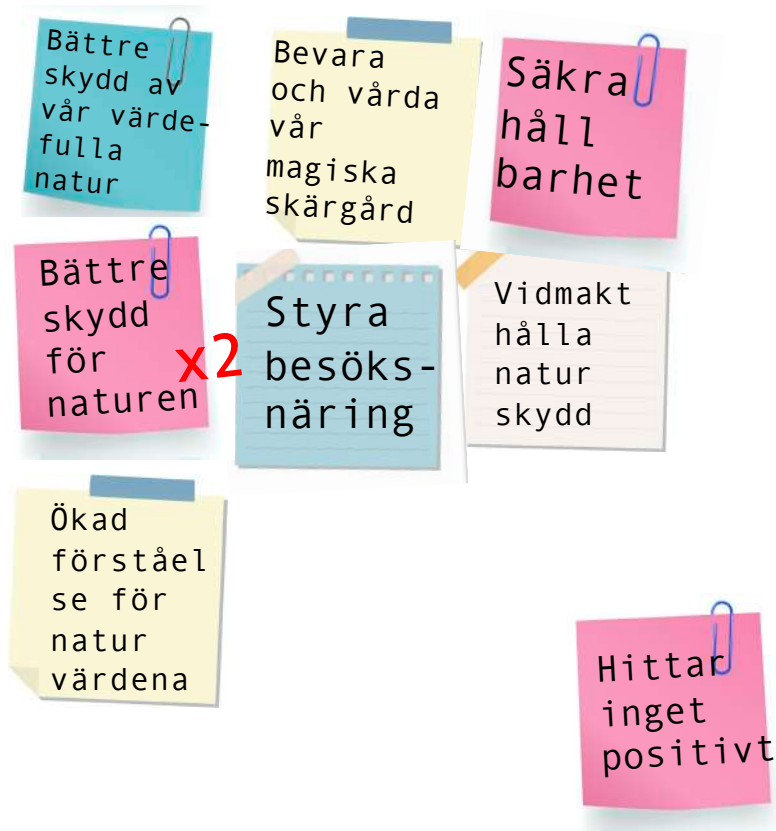 Bättre
skydd av
vår värde-
fulla
natur
Bevara
och vårda
vår
magiska
skärgård
Säkra
håll
barhet
Bättre
skydd
för
naturen
x2
Styra
besöks-
näring
Vidmakt
hålla
natur
skydd
Ökad
förståel
se för
natur
värdena
Hittar
inget
positivt